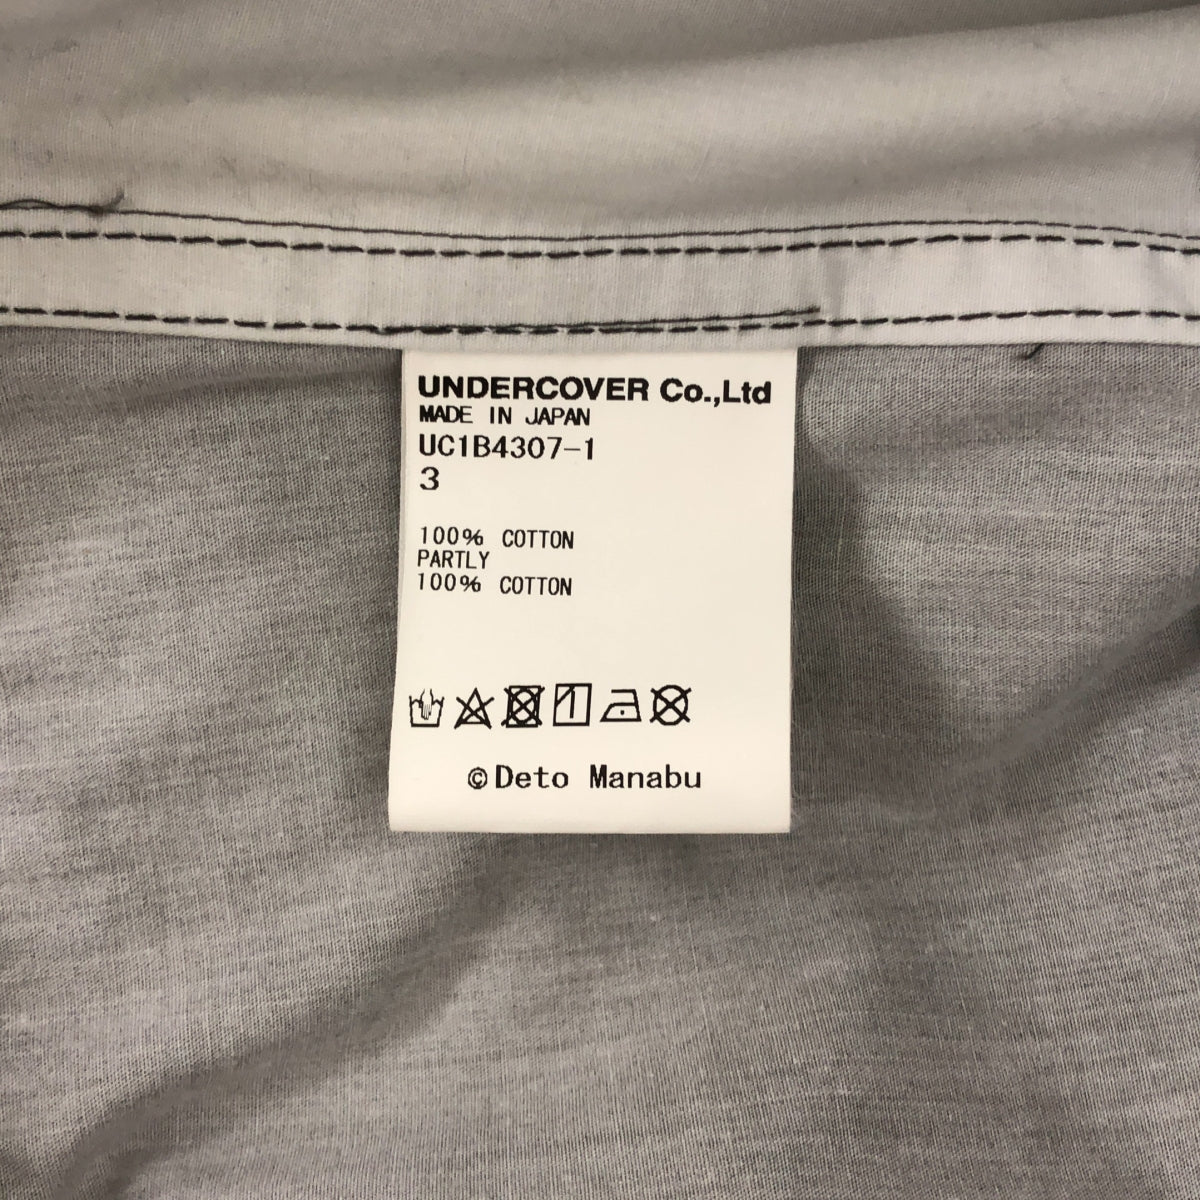 UNDERCOVER Co.,Ltd
MADE IN JAPAN
UC1B4307-1
3
100% COTTON
PARTLY
100% COTTON
©Deto Manabu